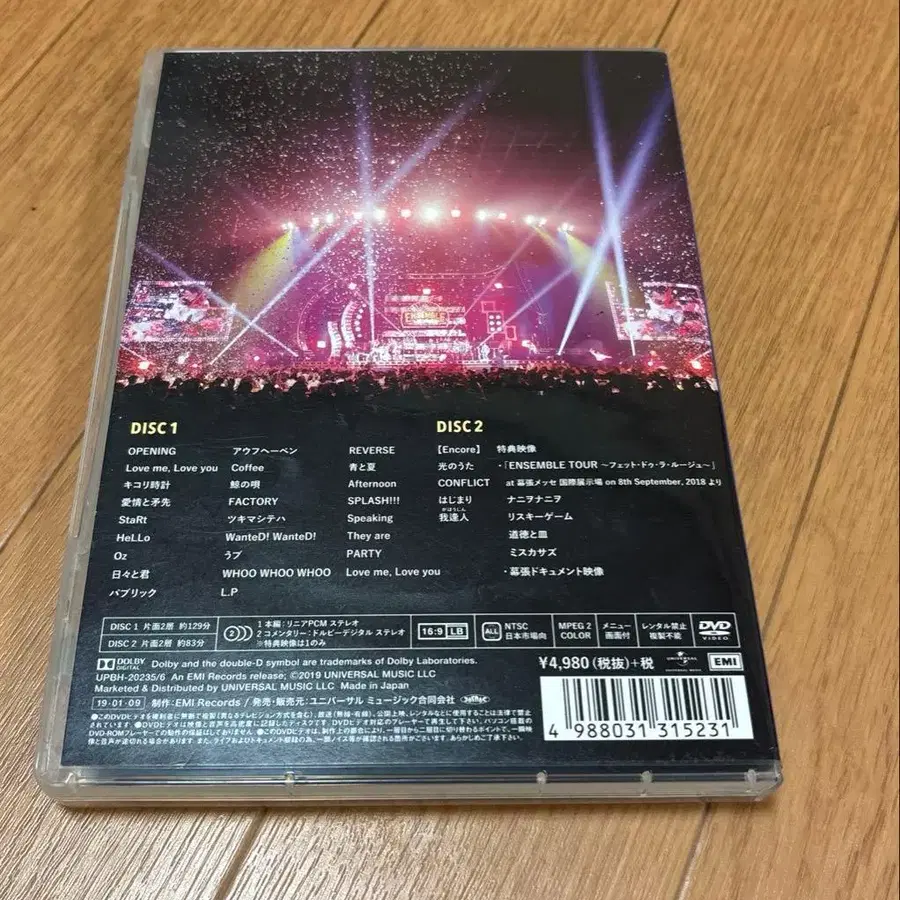 ENSEMBLE
DISC 1
OPENING
Love me, Love you
キコリ時計
愛情と矛先
StaRt
HeLLo
Oz
日々と君
パブリック
アウフヘーベン
Coffee
鯨の唄
FACTORY
ツキマシテハ
WanteD! WanteD!
うブ
WHOO WHOO WHOO
L.P
REVERSE
青と夏
Afternoon
SPLASH!!!
Speaking
They are
PARTY
Love me, Love you
DISC 2
【Encore】
光のうた
CONFLICT
はじまり
がほうじん
我逢人
特典映像
・「ENSEMBLE TOUR 〜フェット・ドゥ・ラ・ルージュ〜」
at 幕張メッセ 国際展示場 on 8th September, 2018 より
ナニヲナニヲ
リスキーゲーム
道徳と皿
ミスカサズ
・幕張ドキュメント映像
DISC 1 片面2層 約129分
DISC 2 片面2層 約83分
2
1 本編:リニアPCM ステレオ
2 コメンタリー:ドルビーデジタル ステレオ
※特典映像は1のみ
16:9 LB
ALL
NTSC
日本市場向
MPEG 2
COLOR
メニュー
画面付
レンタル禁止
複製不能
DVD
VIDEO
DOLBY
DIGITAL
Dolby and the double-D symbol are trademarks of Dolby Laboratories.
UPBH-20235/6 An EMI Records release; ©2019 UNIVERSAL MUSIC LLC
Marketed & Distributed by UNIVERSAL MUSIC LLC Made in Japan
19·01·09 制作:EMI Records / 発売・販売元:ユニバーサル ミュージック合同会社
¥4,980(税抜)+税
UNIVERSAL
EMI
4 988031 315231